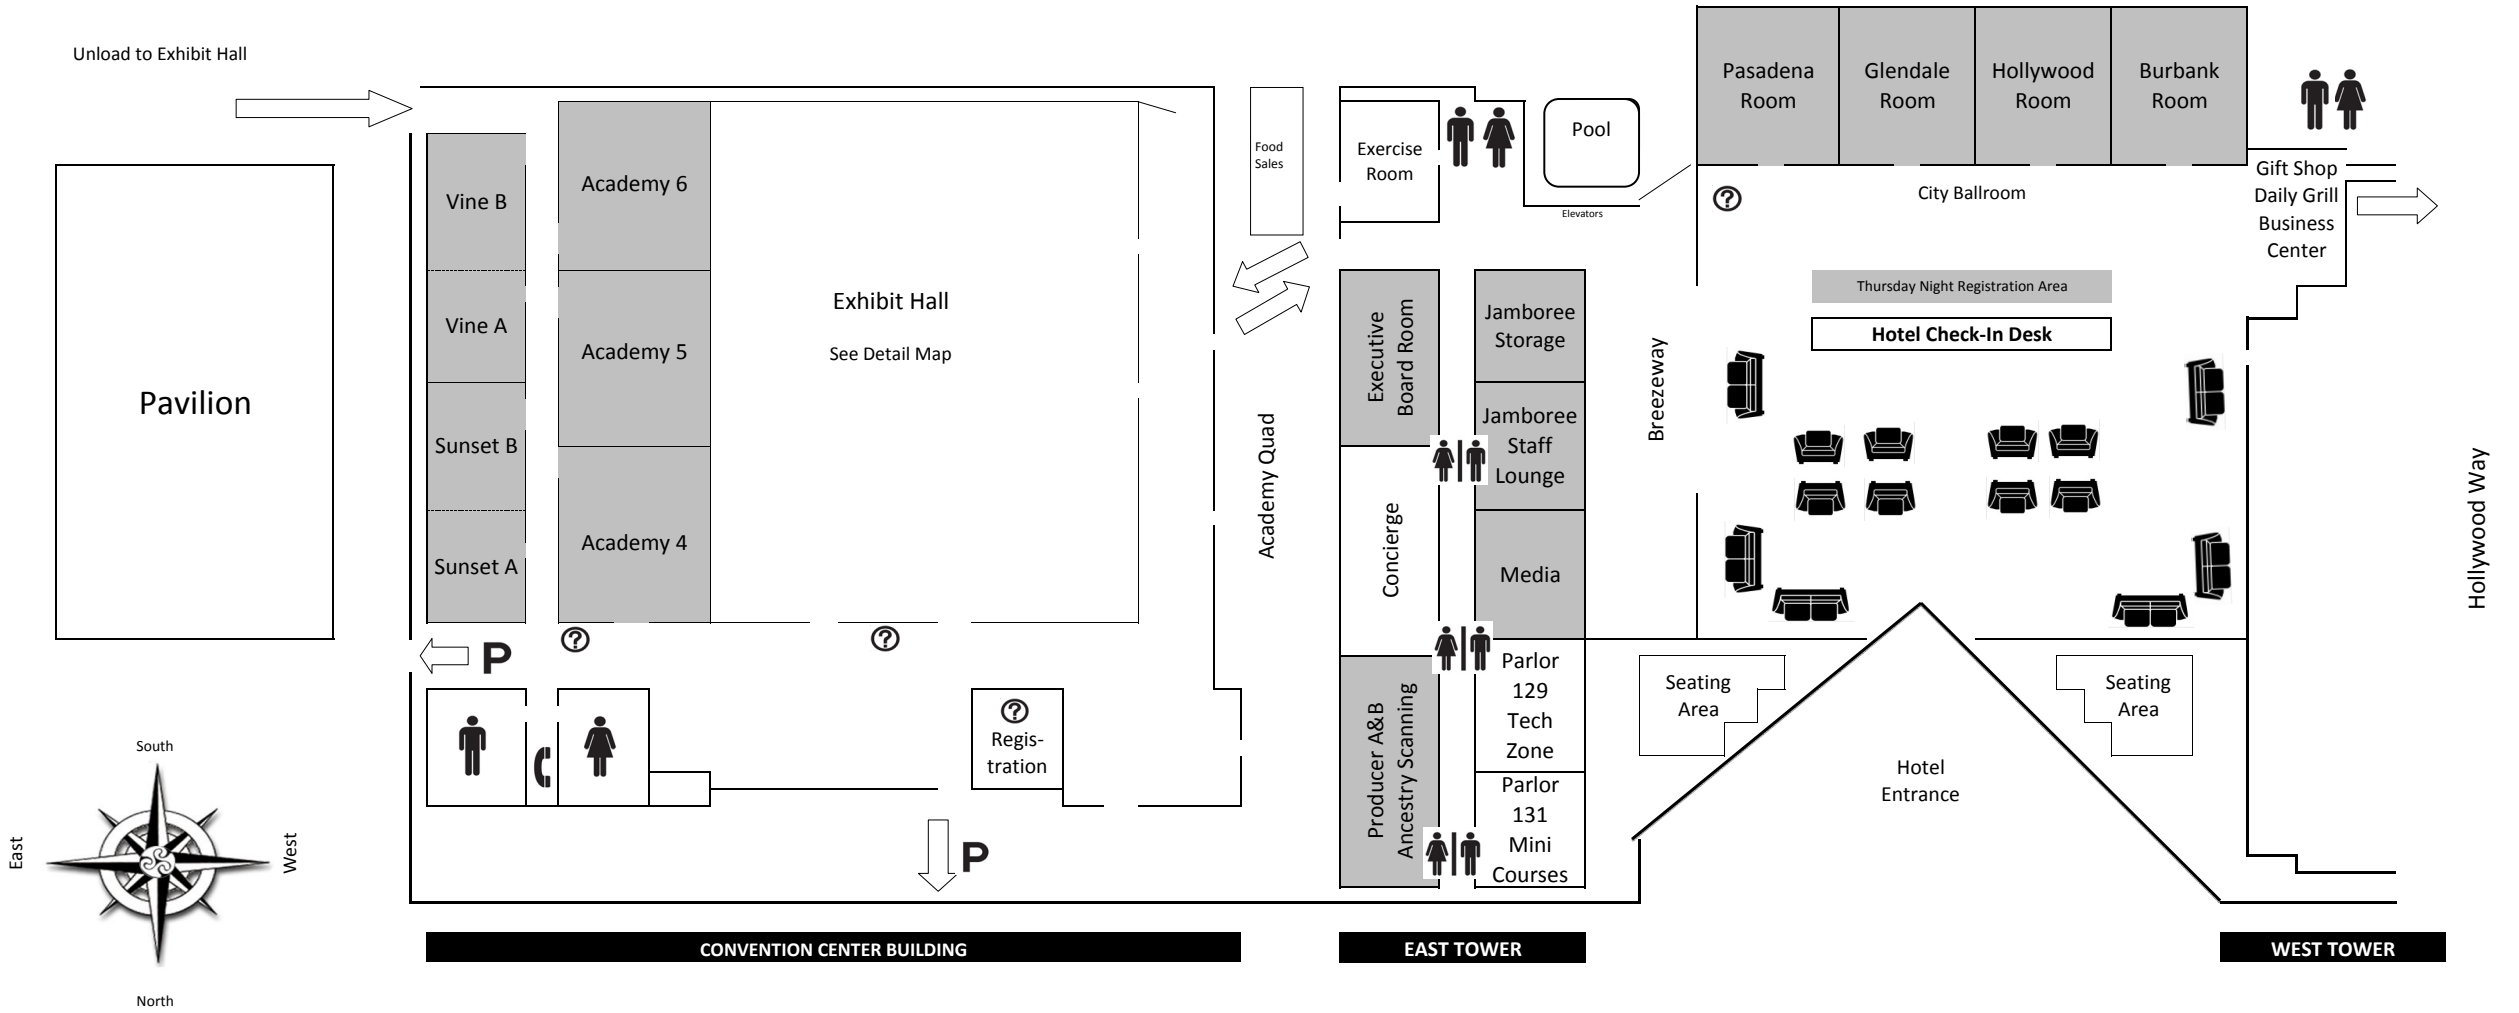 Unload to Exhibit Hall
Pavilion
Vine B
Vine A
Sunset B
Sunset A
Academy 6
Academy 5
Academy 4
Exhibit Hall
See Detail Map
P
?
?
?
Regis-
tration
P
Food
Sales
Academy Quad
Exercise
Room
Pool
Elevators
Executive
Board Room
Concierge
Producer A&B
Ancestry Scanning
Jamboree
Storage
Jamboree
Staff
Lounge
Media
Parlor
129
Tech
Zone
Parlor
131
Mini
Courses
Breezeway
Pasadena
Room
Glendale
Room
Hollywood
Room
Burbank
Room
?
City Ballroom
Gift Shop
Daily Grill
Business
Center
Thursday Night Registration Area
Hotel Check-In Desk
Seating
Area
Seating
Area
Hotel
Entrance
Hollywood Way
South
East
West
North
CONVENTION CENTER BUILDING
EAST TOWER
WEST TOWER